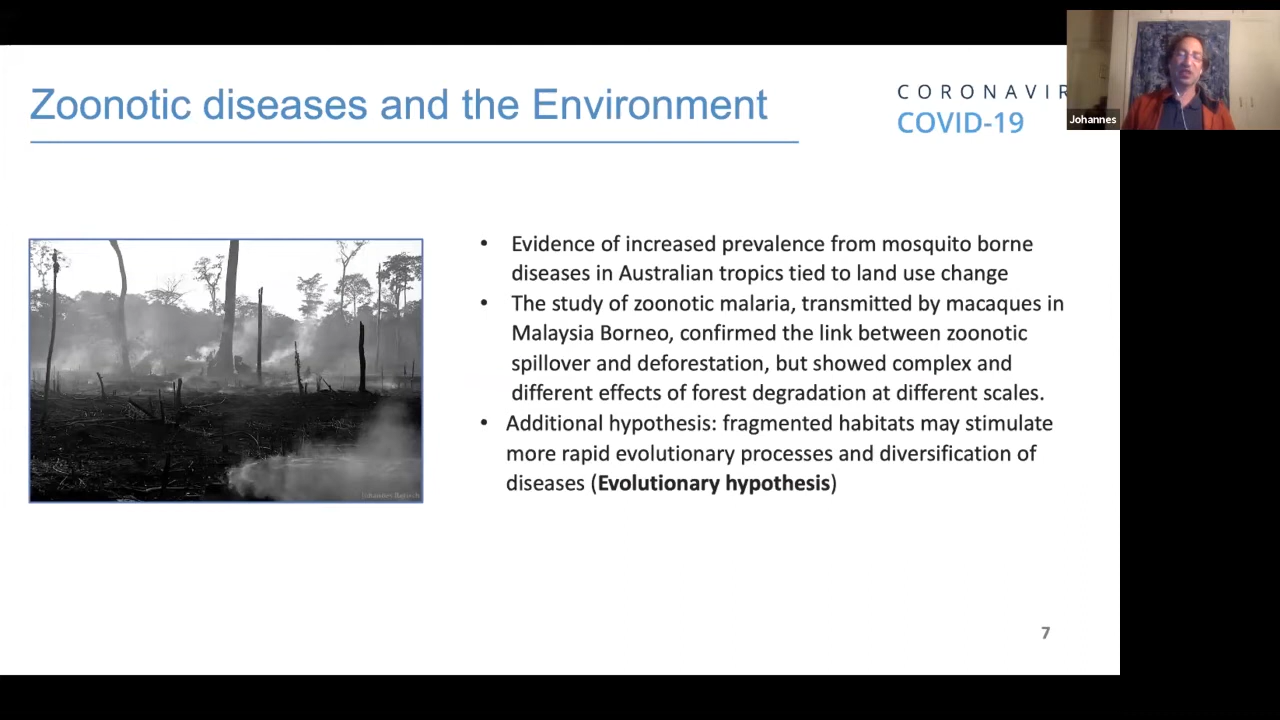 Zoonotic diseases and the Environment
CORONAVIR
COVID-19
Johannes
• Evidence of increased prevalence from mosquito borne
diseases in Australian tropics tied to land use change
• The study of zoonotic malaria, transmitted by macaques in
Malaysia Borneo, confirmed the link between zoonotic
spillover and deforestation, but showed complex and
different effects of forest degradation at different scales.
• Additional hypothesis: fragmented habitats may stimulate
more rapid evolutionary processes and diversification of
diseases (Evolutionary hypothesis)
Johannes
7